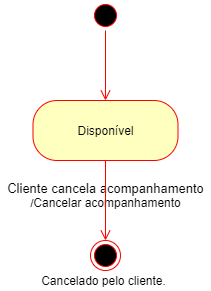 Disponível
Cliente cancela acompanhamento
/Cancelar acompanhamento
Cancelado pelo cliente.